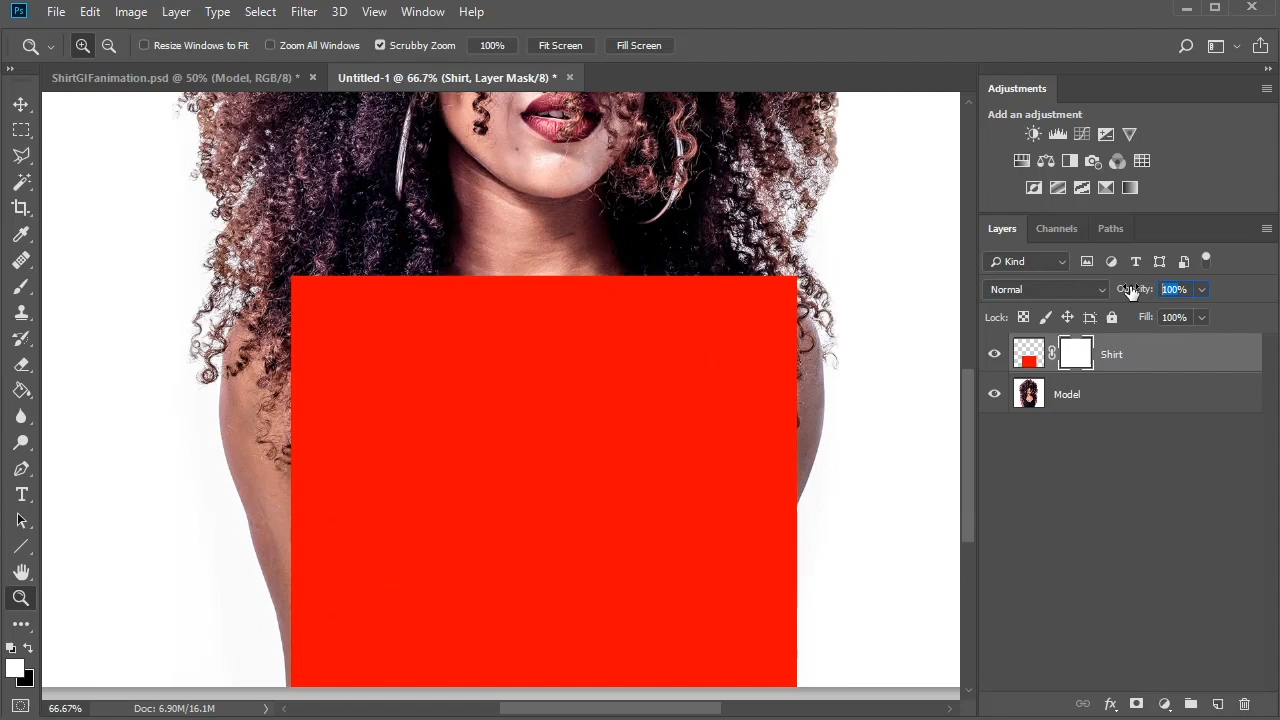 Ps File Edit Image Layer Type Select Filter 3D View Window Help
Resize Windows to Fit Zoom All Windows Scrubby Zoom 100% Fit Screen Fill Screen
ShirtGIFanimation.psd @ 50% (Model, RGB/8) * Untitled-1 @ 66.7% (Shirt, Layer Mask/8) *
Adjustments
Add an adjustment
Layers Channels Paths
Kind
Normal Opacity: 100%
Lock: Fill: 100%
Shirt
Model
T
66.67% Doc: 6.90M/16.1M fx